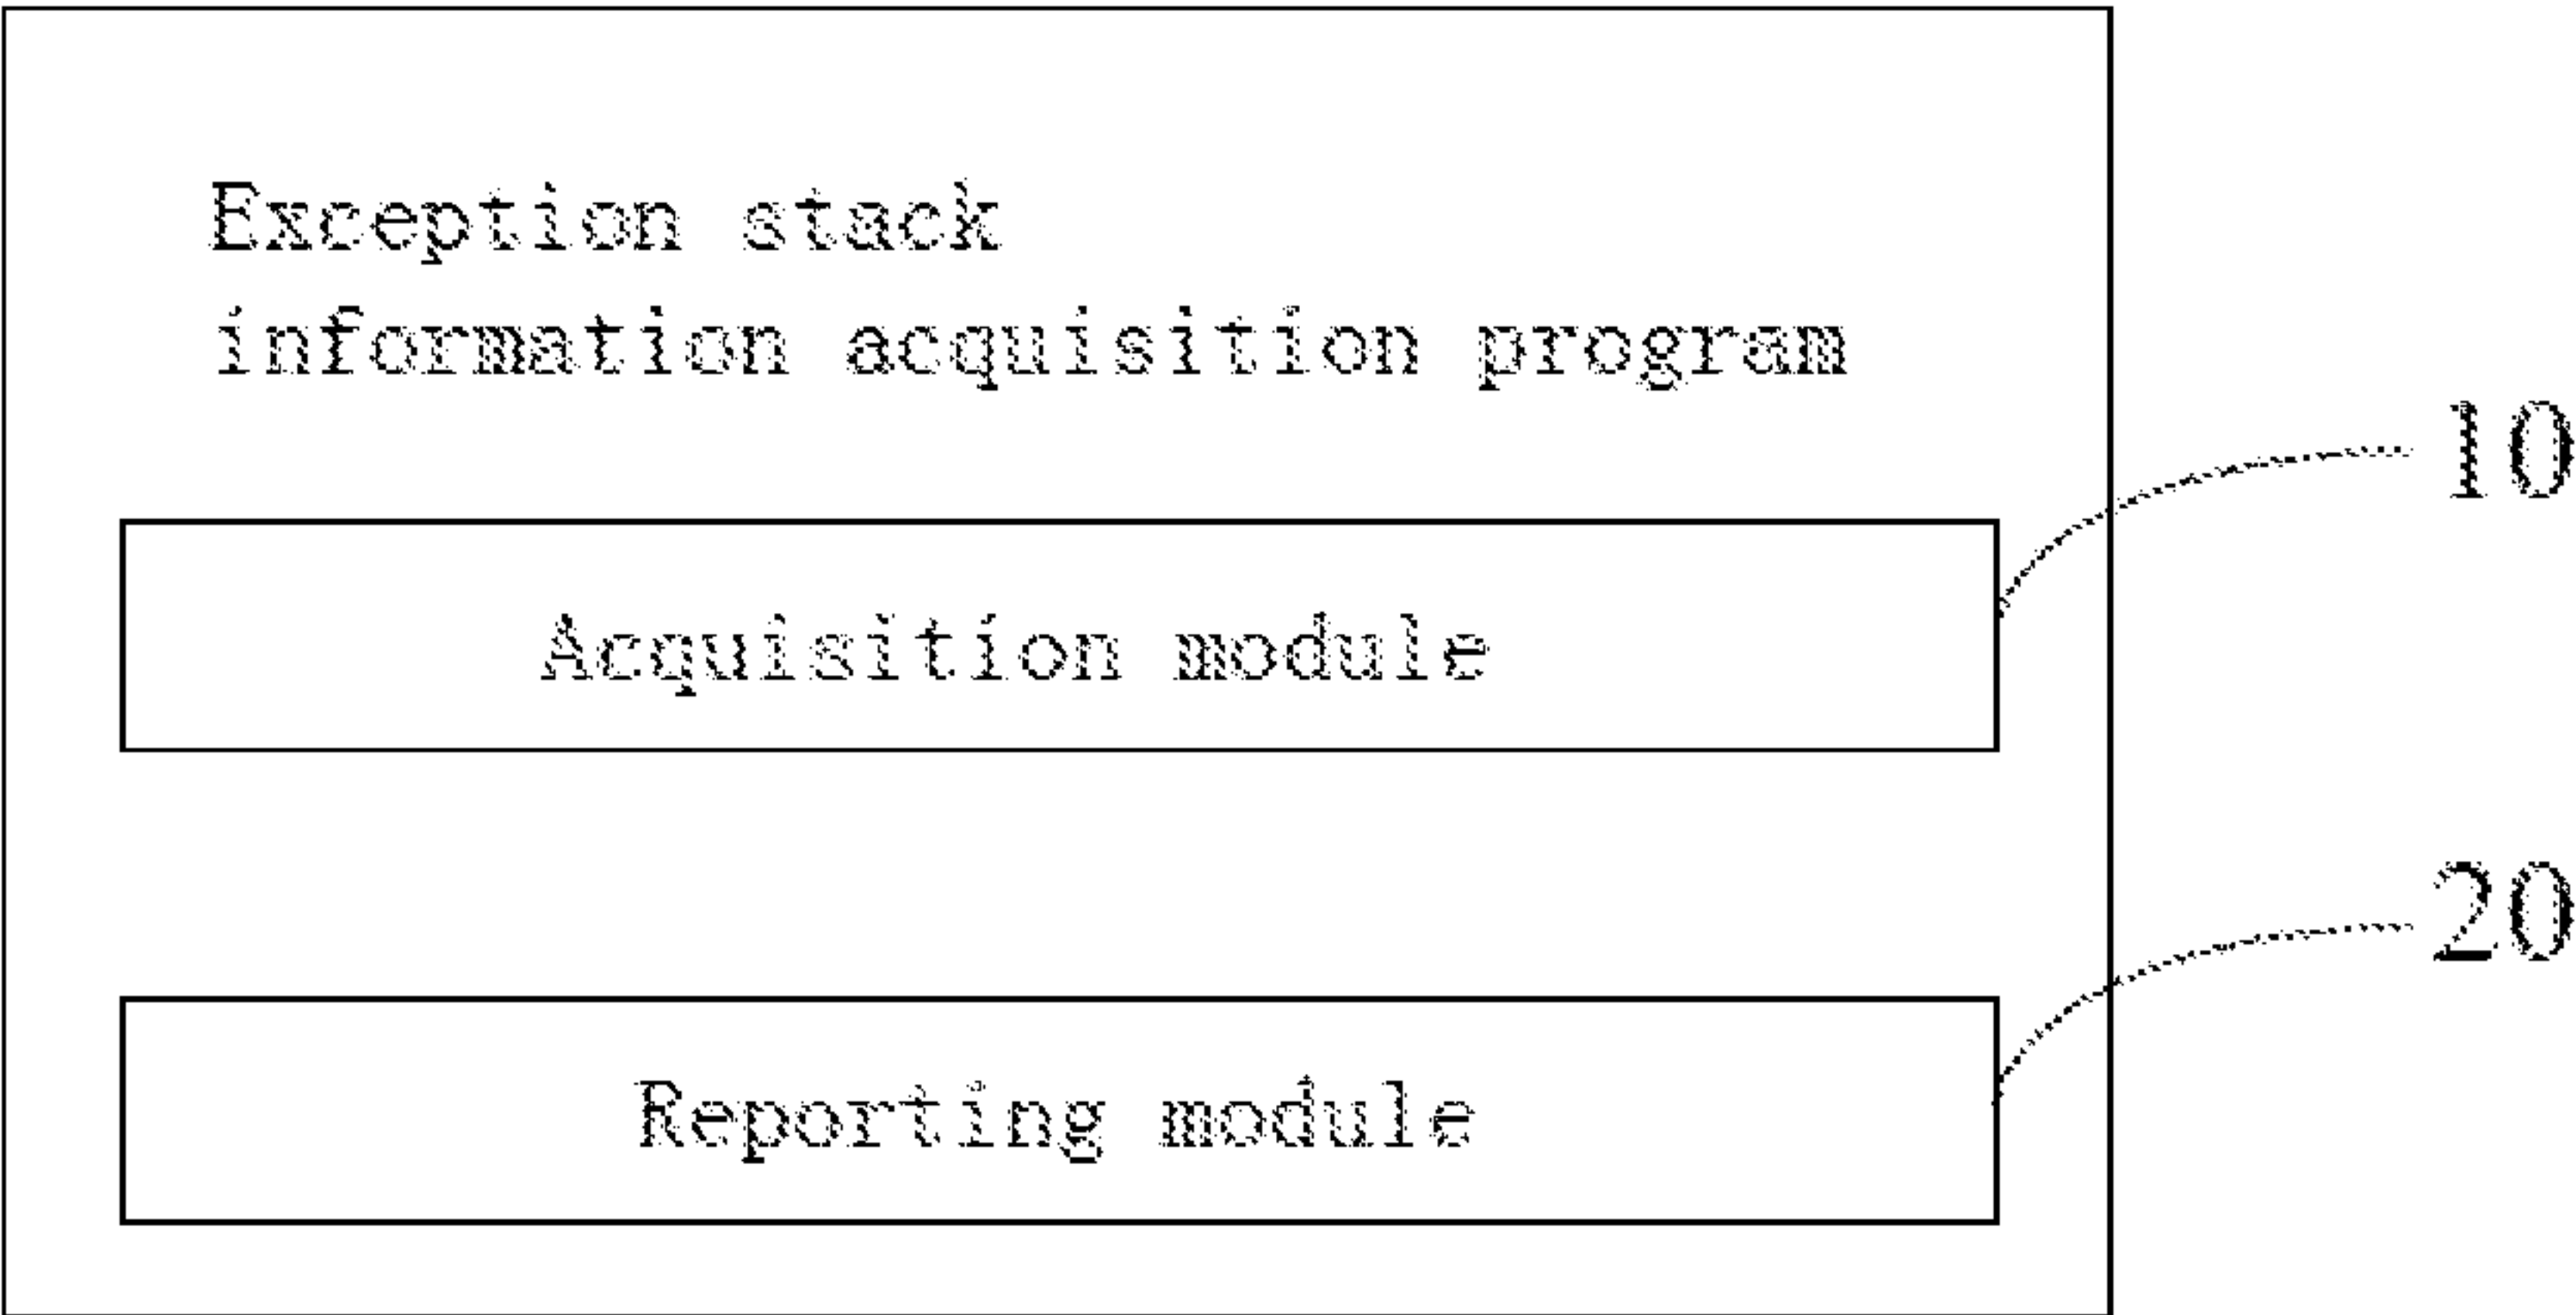 Exception stack
information acquisition program
10
Acquisition module
20
Reporting module